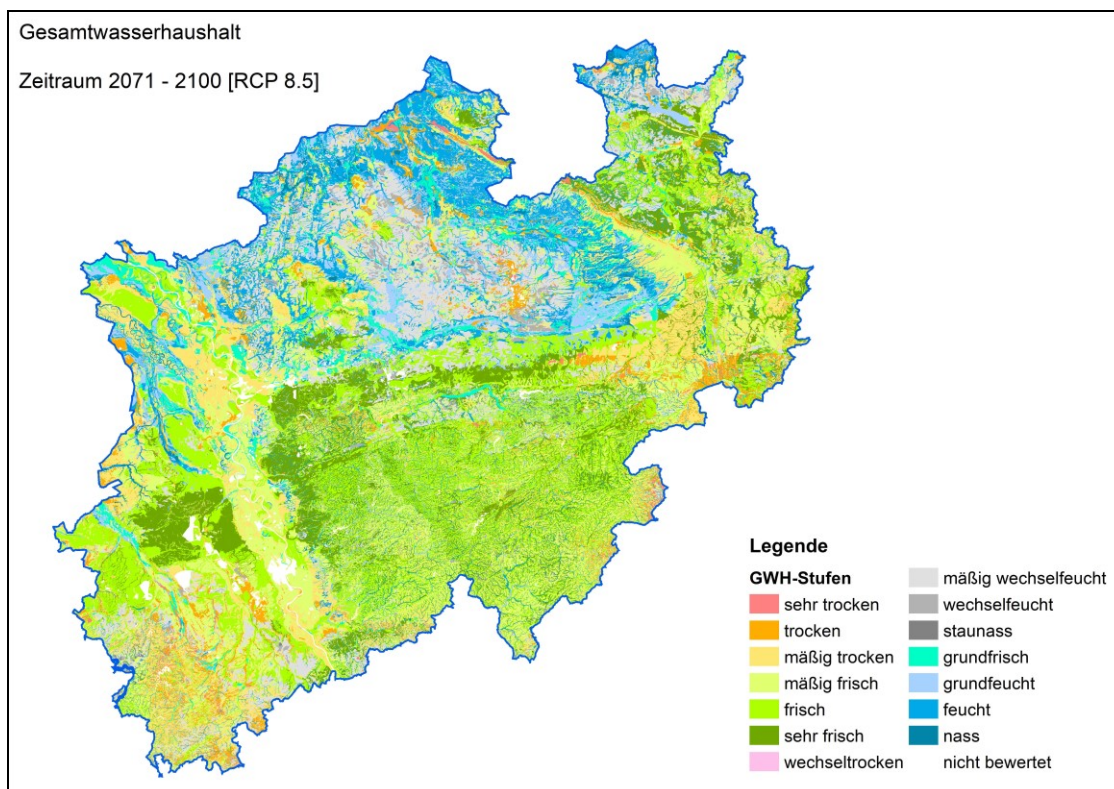 Gesamtwasserhaushalt
Zeitraum 2071 - 2100 [RCP 8.5]
Legende
GWH-Stufen
sehr trocken
trocken
mäßig trocken
mäßig frisch
frisch
sehr frisch
wechseltrocken
mäßig wechselfeucht
wechselfeucht
staunass
grundfrisch
grundfeucht
feucht
nass
nicht bewertet